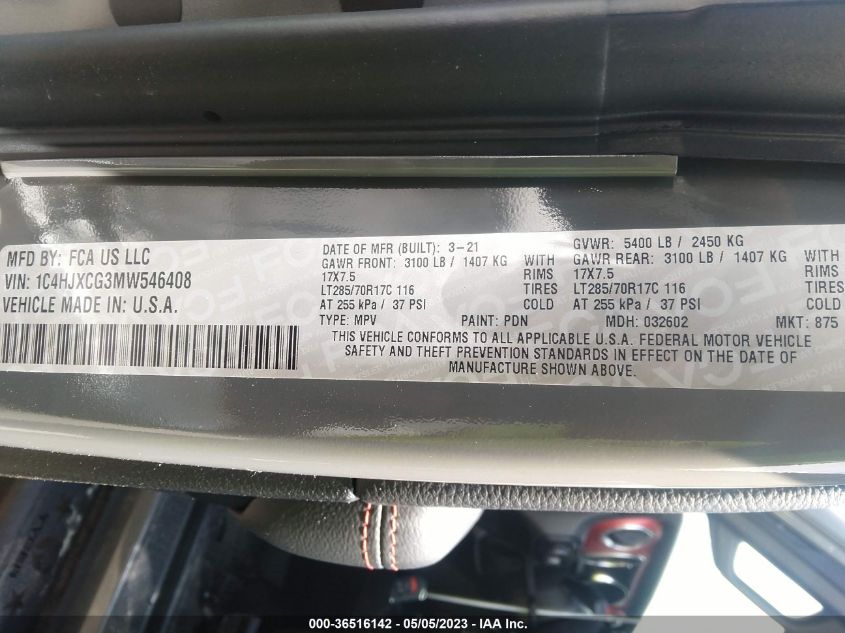 MFD BY: FCA US LLC
VIN: 1C4HJXCG3MW546408
VEHICLE MADE IN: U.S.A.
DATE OF MFR (BUILT): 3-21
GVWR: 5400 LB / 2450 KG
GAWR FRONT: 3100 LB / 1407 KG WITH
GAWR REAR: 3100 LB / 1407 KG WITH
17X7.5 RIMS
17X7.5 RIMS
LT285/70R17C 116 TIRES
LT285/70R17C 116 TIRES
AT 255 kPa / 37 PSI COLD
AT 255 kPa / 37 PSI COLD
TYPE: MPV PAINT: PDN MDH: 032602 MKT: 875
THIS VEHICLE CONFORMS TO ALL APPLICABLE U.S.A. FEDERAL MOTOR VEHICLE
SAFETY AND THEFT PREVENTION STANDARDS IN EFFECT ON THE DATE OF
MANUFACTURE SHOWN ABOVE.
000-36516142 - 05/05/2023 - IAA Inc.